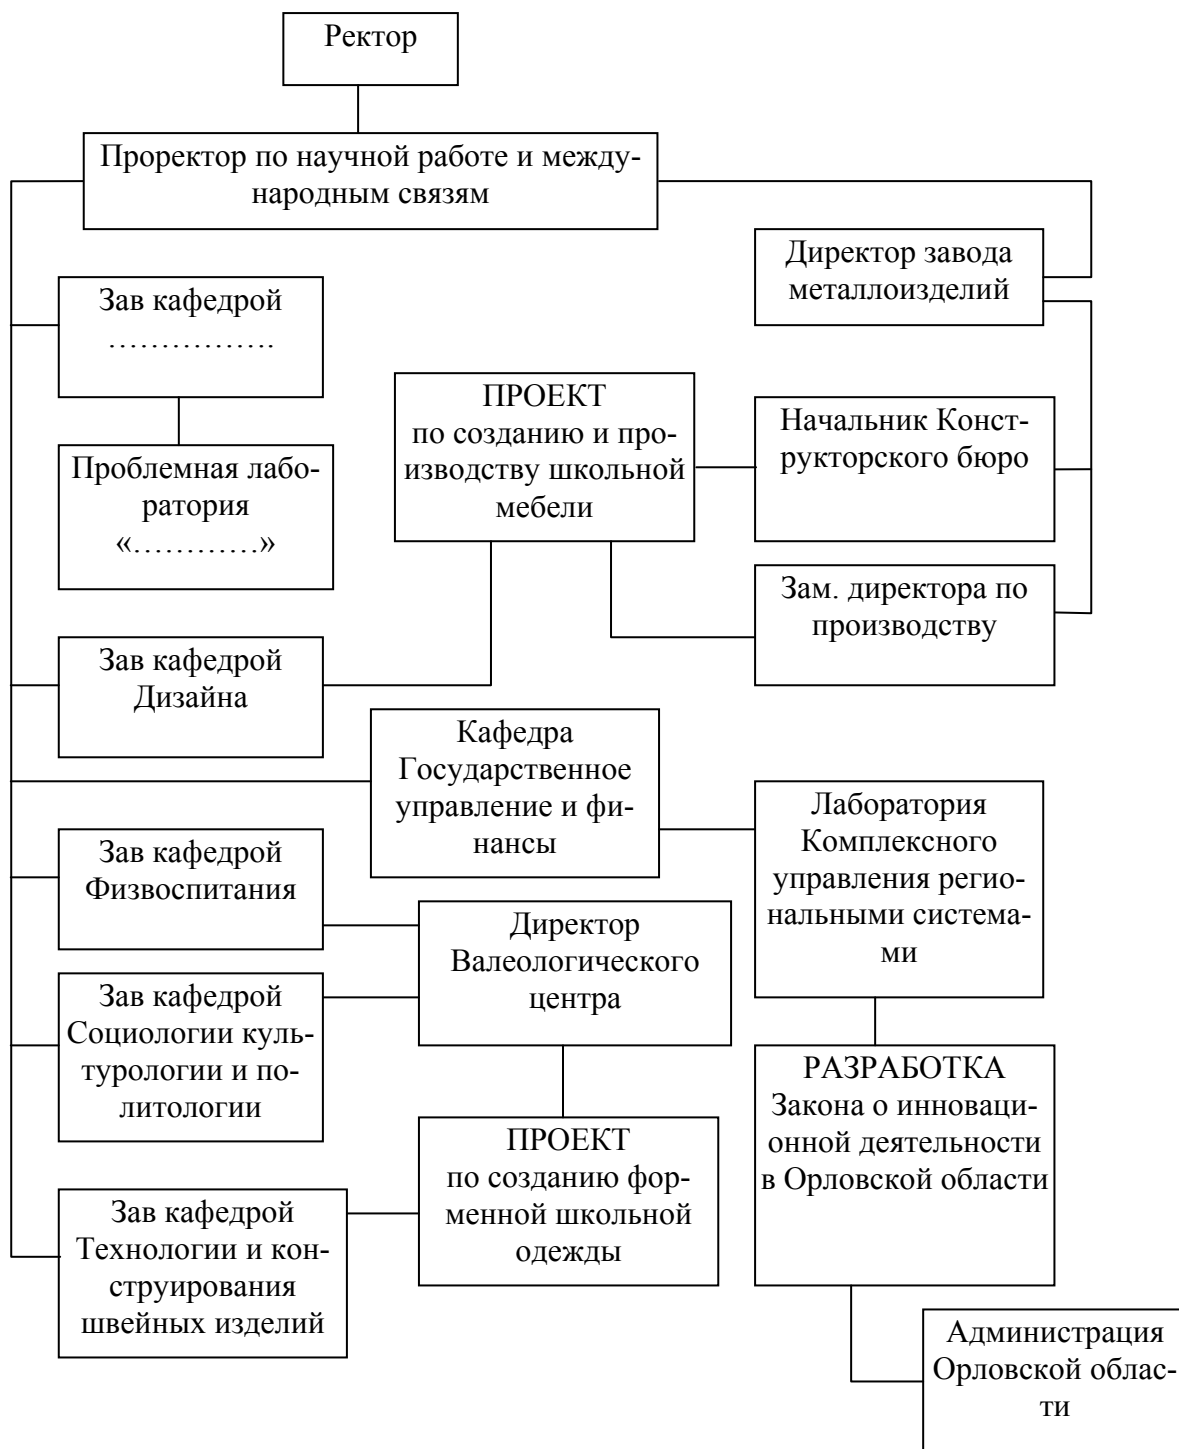 Ректор
Проректор по научной работе и между-
народным связям
Директор завода
металлоизделий
Зав кафедрой
…………….
ПРОЕКТ
по созданию и про-
изводству школьной
мебели
Начальник Конст-
рукторского бюро
Проблемная лабо-
ратория
«…………»
Зам. директора по
производству
Зав кафедрой
Дизайна
Кафедра
Государственное
управление и фи-
нансы
Лаборатория
Комплексного
управления регио-
нальными система-
ми
Зав кафедрой
Физвоспитания
Директор
Валеологического
центра
Зав кафедрой
Социологии куль-
турологии и по-
литологии
РАЗРАБОТКА
Закона о инноваци-
онной деятельности
в Орловской области
ПРОЕКТ
по созданию фор-
менной школьной
одежды
Зав кафедрой
Технологии и кон-
струирования
швейных изделий
Администрация
Орловской облас-
ти